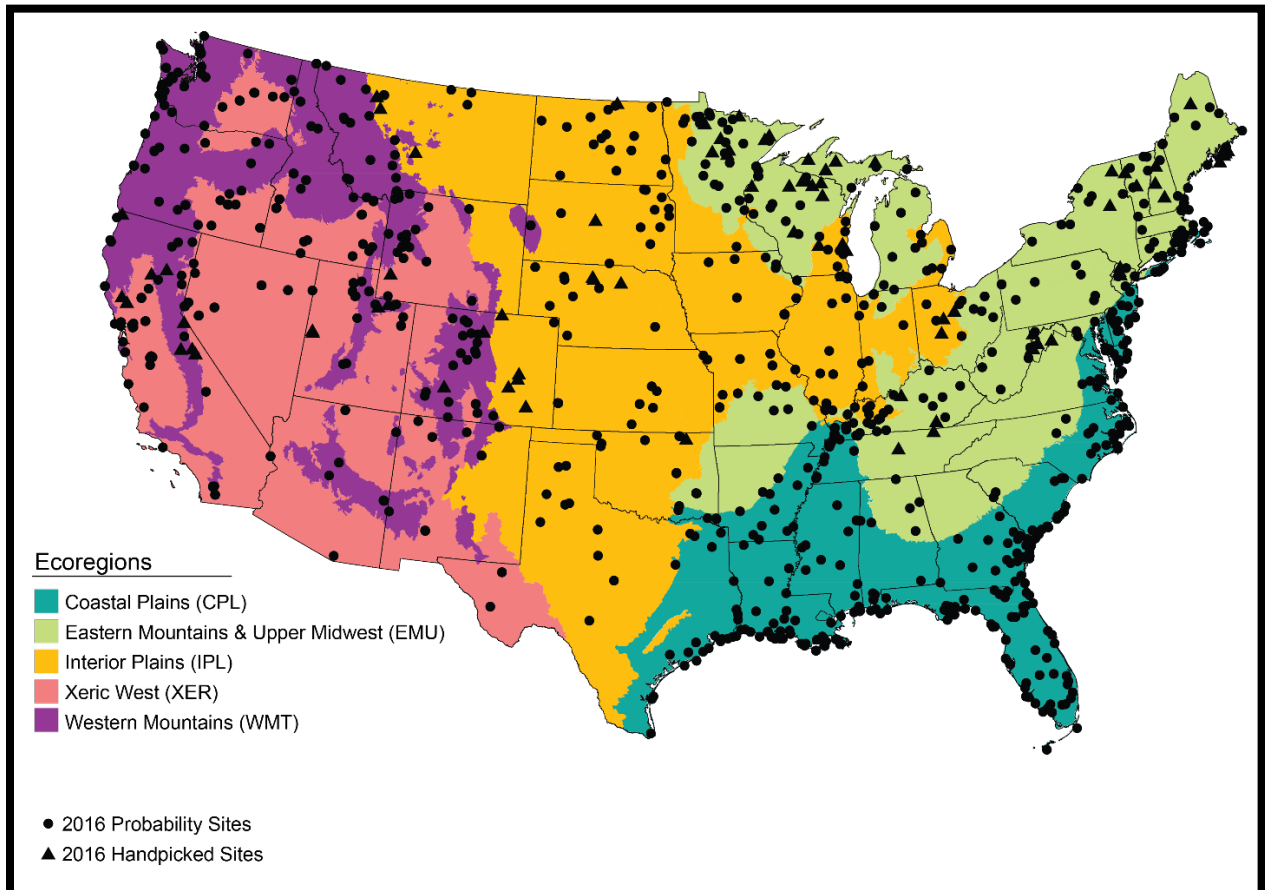 Ecoregions
Coastal Plains (CPL)
Eastern Mountains & Upper Midwest (EMU)
Interior Plains (IPL)
Xeric West (XER)
Western Mountains (WMT)
2016 Probability Sites
2016 Handpicked Sites